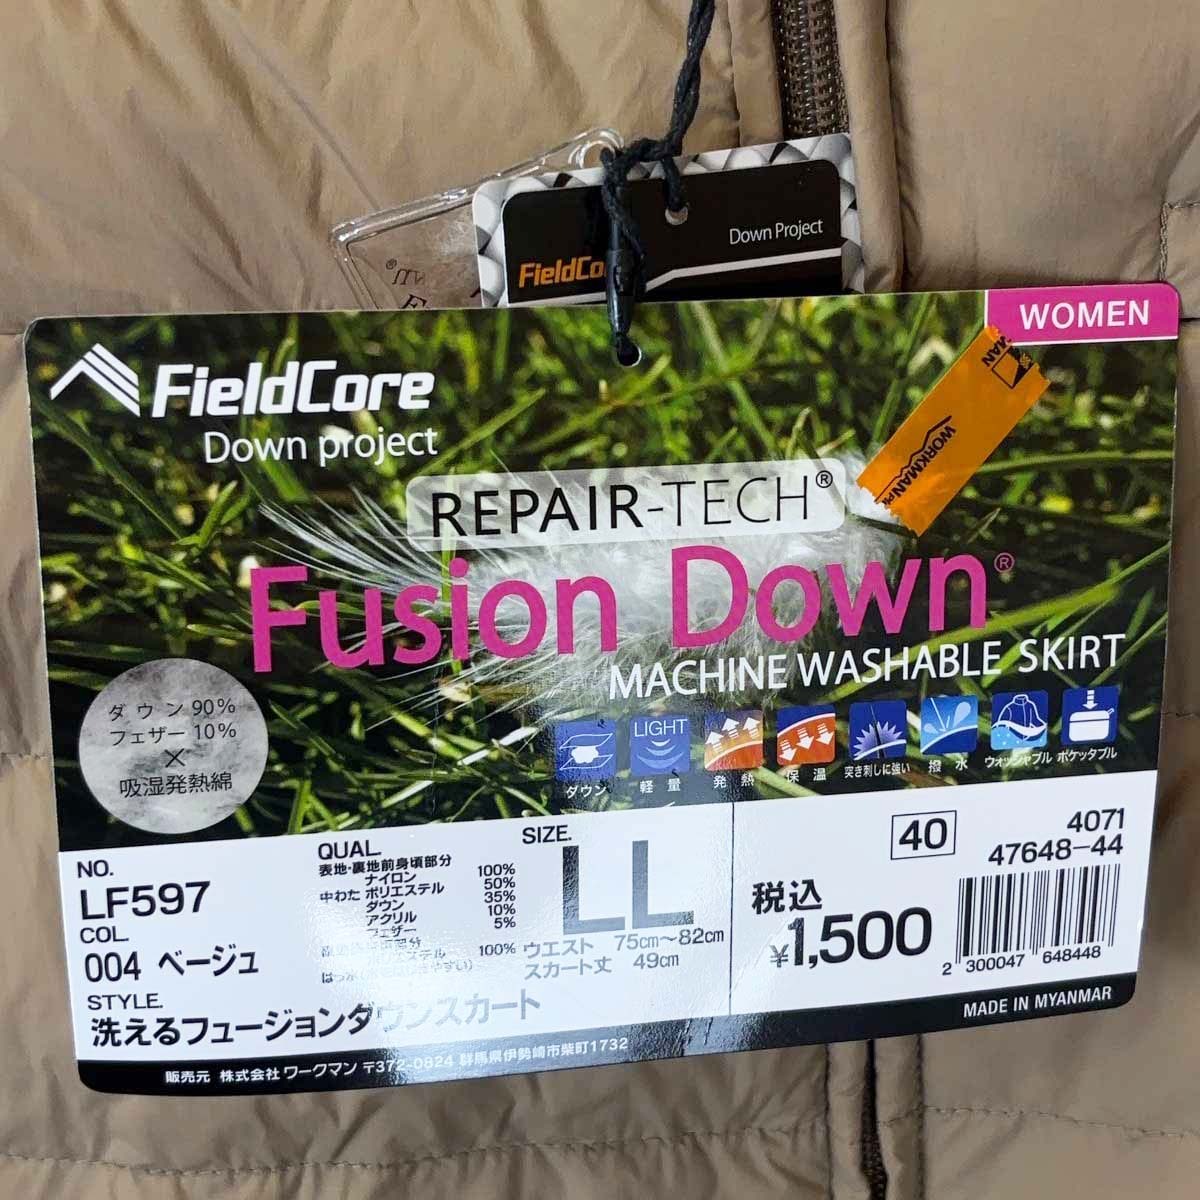 Down Project
FieldCo
WOMEN
FieldCore
Down project
WORKMAN
REPAIR-TECH®
Fusion Down®
MACHINE WASHABLE SKIRT
ダウン 90%
フェザー 10%
×
吸湿発熱綿
LIGHT
ダウン 軽量 発熱 保温 突き刺しに強い 撥水 ウォッシャブル ポケッタブル
NO.
LF597
COL.
004 ベージュ
STYLE.
洗えるフュージョンダウンスカート
QUAL.
表地・裏地前身頃部分
ナイロン 100%
中わた ポリエステル 50%
ダウン 35%
アクリル 10%
フェザー 5%
100%
SIZE.
LL
ウエスト 75cm～82cm
スカート丈 49cm
40
4071
47648-44
税込
¥1,500
2 300047 648448
MADE IN MYANMAR
販売元 株式会社 ワークマン 〒372-0824 群馬県伊勢崎市柴町1732